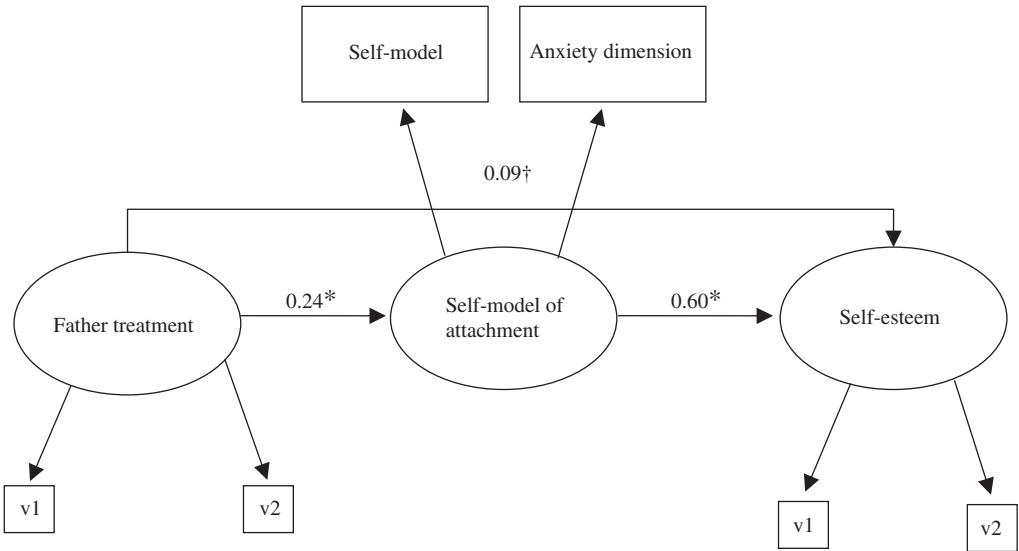 Self-model
Anxiety dimension
0.09†
0.24*
0.60*
Father treatment
Self-model of
attachment
Self-esteem
v1
v2
v1
v2